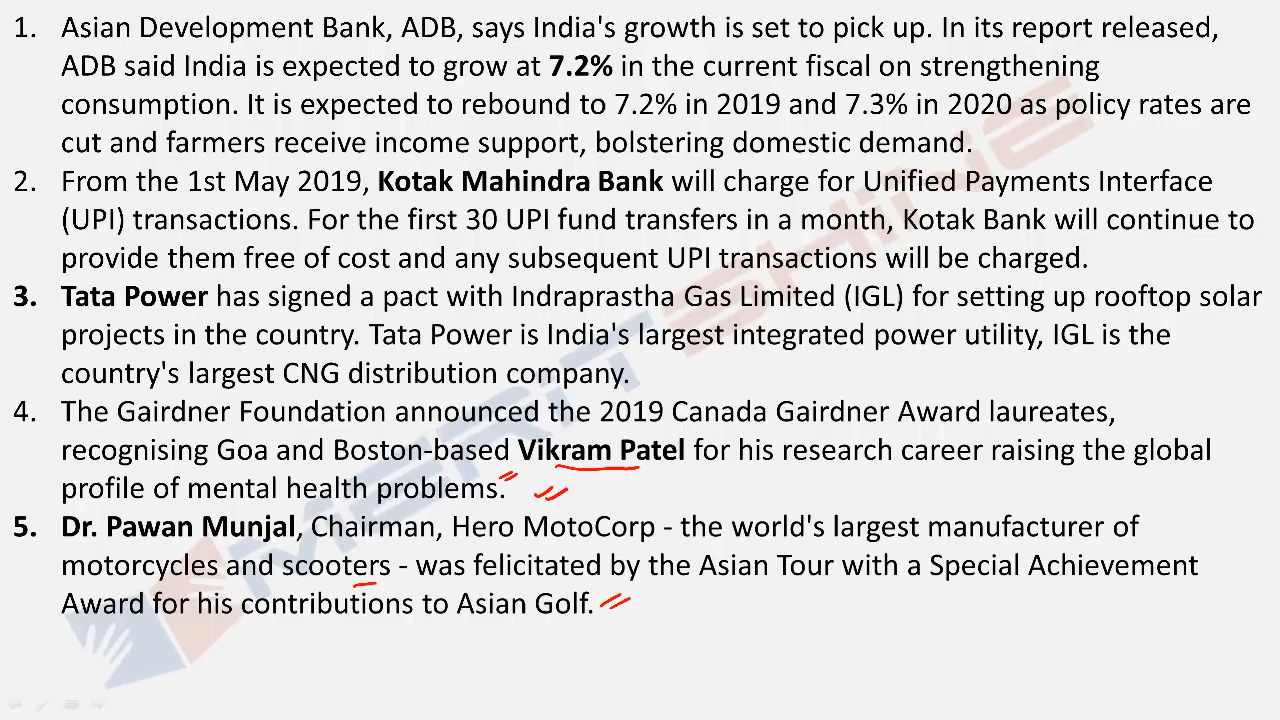 1. Asian Development Bank, ADB, says India's growth is set to pick up. In its report released,
ADB said India is expected to grow at 7.2% in the current fiscal on strengthening
consumption. It is expected to rebound to 7.2% in 2019 and 7.3% in 2020 as policy rates are
cut and farmers receive income support, bolstering domestic demand.
2. From the 1st May 2019, Kotak Mahindra Bank will charge for Unified Payments Interface
(UPI) transactions. For the first 30 UPI fund transfers in a month, Kotak Bank will continue to
provide them free of cost and any subsequent UPI transactions will be charged.
3. Tata Power has signed a pact with Indraprastha Gas Limited (IGL) for setting up rooftop solar
projects in the country. Tata Power is India's largest integrated power utility, IGL is the
country's largest CNG distribution company.
4. The Gairdner Foundation announced the 2019 Canada Gairdner Award laureates,
recognising Goa and Boston-based Vikram Patel for his research career raising the global
profile of mental health problems.
5. Dr. Pawan Munjal, Chairman, Hero MotoCorp - the world's largest manufacturer of
motorcycles and scooters - was felicitated by the Asian Tour with a Special Achievement
Award for his contributions to Asian Golf.
MERITSHINE